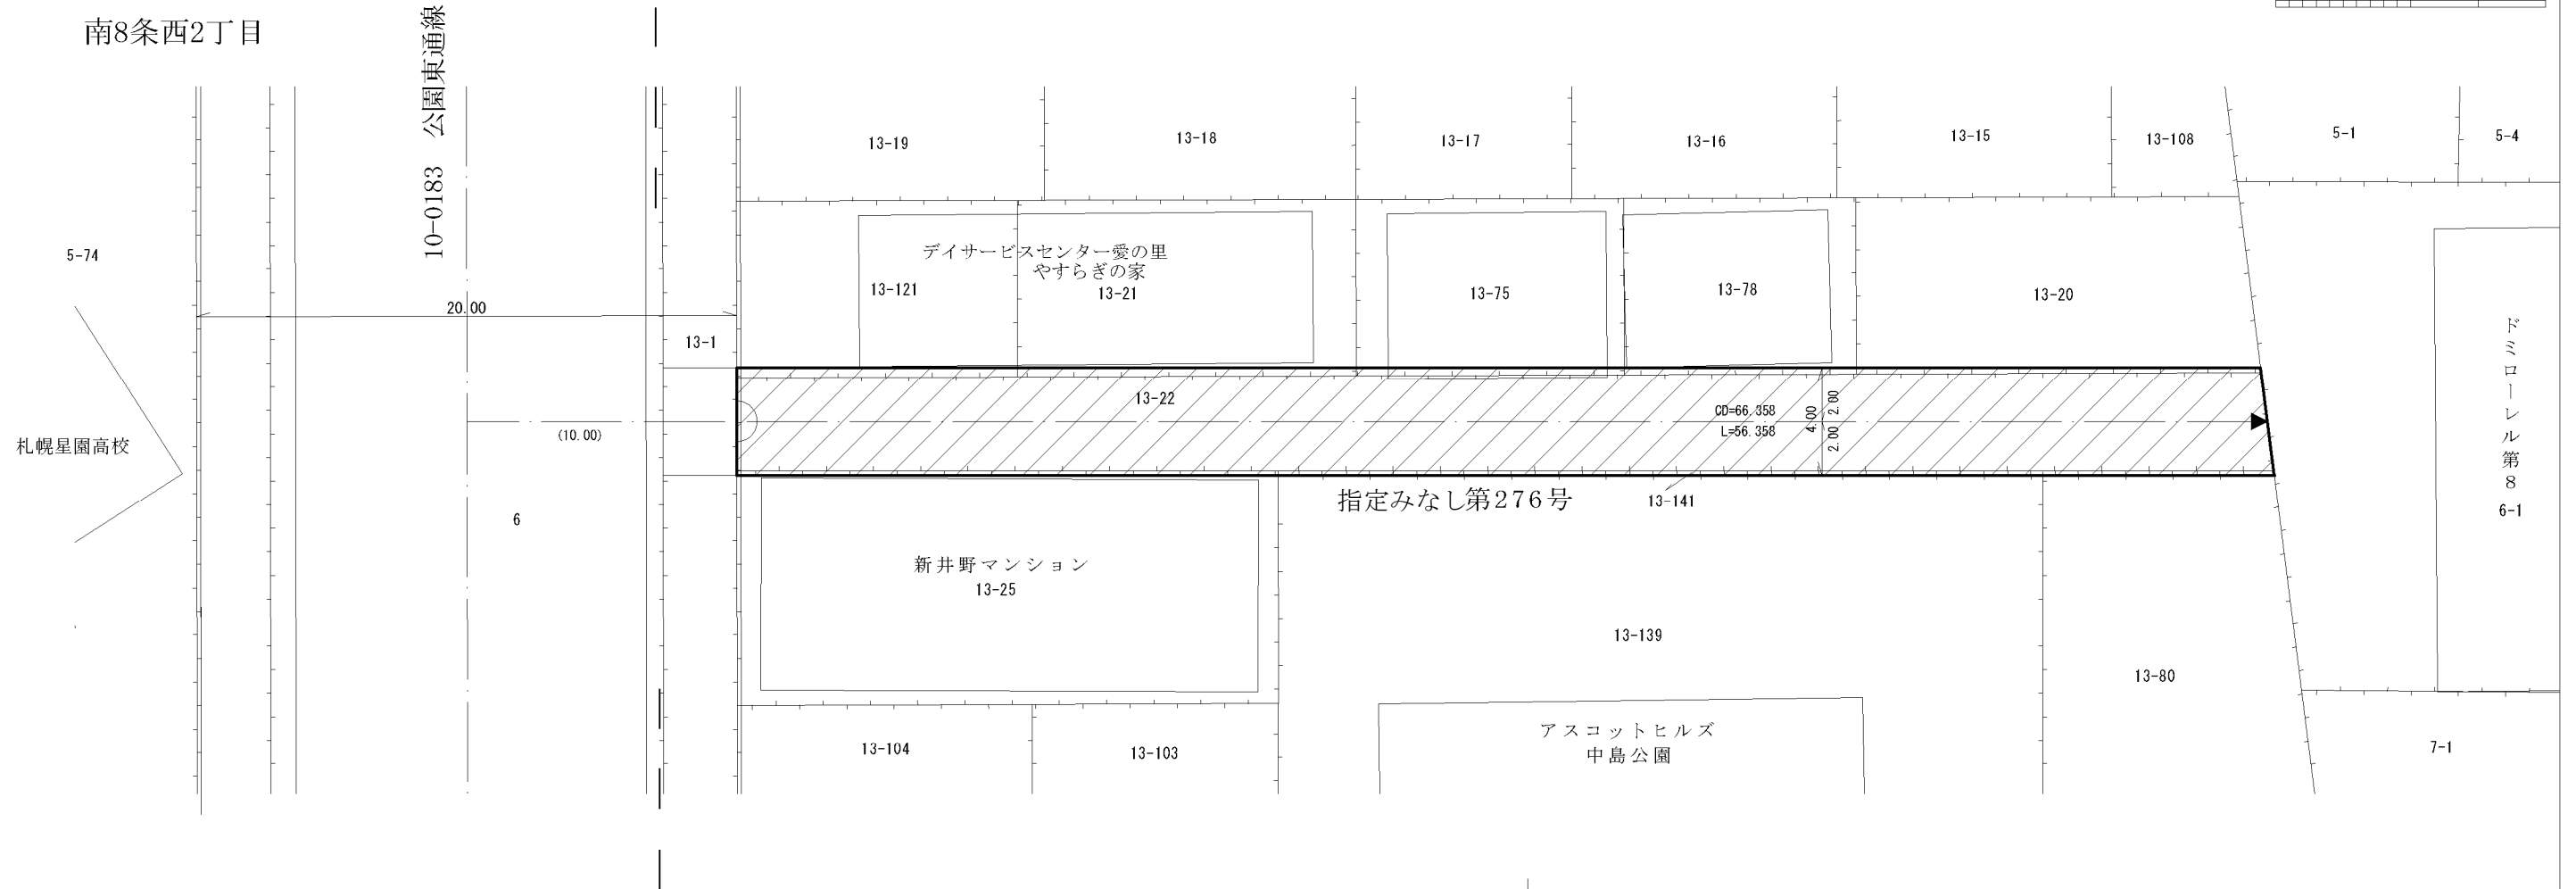 南8条西2丁目
10-0183 公園東通線
13-19
13-18
13-17
13-16
13-15
13-108
5-1
5-4
5-74
デイサービスセンター愛の里
やすらぎの家
13-121
13-21
13-75
13-78
13-20
20.00
13-1
ドミローレル第8
6-1
13-22
CD=66.358
L=56.358
4.00
2.00
2.00
(10.00)
札幌星園高校
6
指定みなし第276号
13-141
新井野マンション
13-25
13-139
13-80
アスコットヒルズ
中島公園
13-104
13-103
7-1